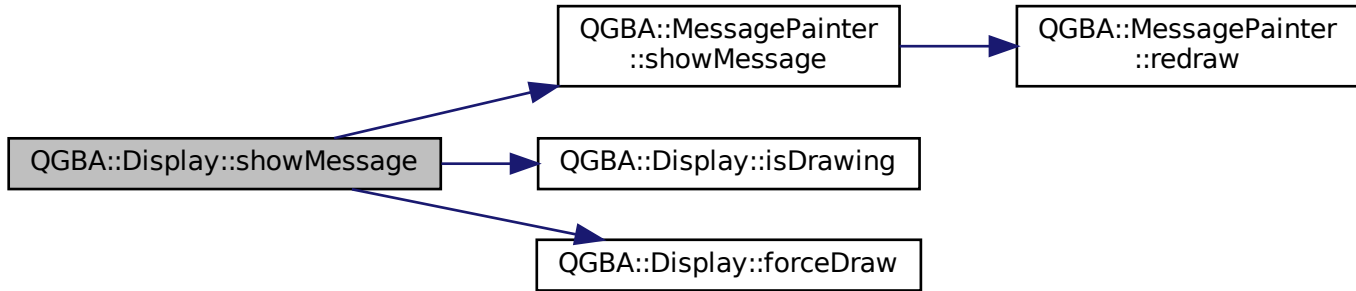 QGBA::MessagePainter
::showMessage
QGBA::MessagePainter
::redraw
QGBA::Display::showMessage
QGBA::Display::isDrawing
QGBA::Display::forceDraw